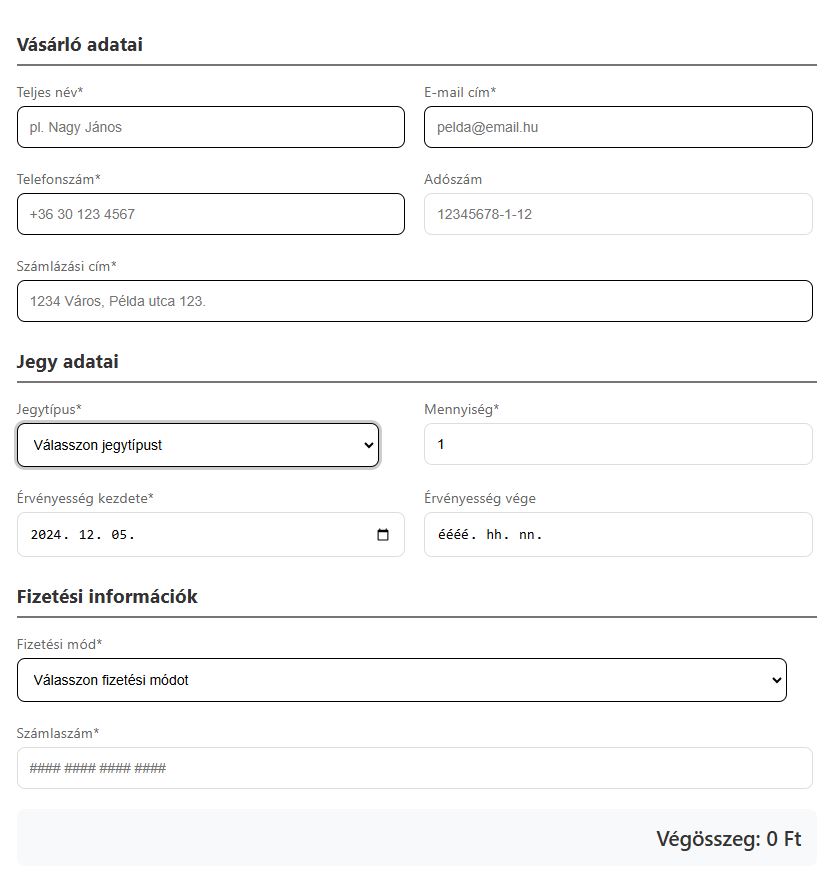 Vásárló adatai
Teljes név* E-mail cím*
pl. Nagy János pelda@email.hu
Telefonszám* Adószám
+36 30 123 4567 12345678-1-12
Számlázási cím*
1234 Város, Példa utca 123.
Jegy adatai
Jegytípus* Mennyiség*
Válasszon jegytípust 1
Érvényesség kezdete* Érvényesség vége
2024. 12. 05. éééé. hh. nn.
Fizetési információk
Fizetési mód*
Válasszon fizetési módot
Számlaszám*
#### #### #### ####
Végösszeg: 0 Ft